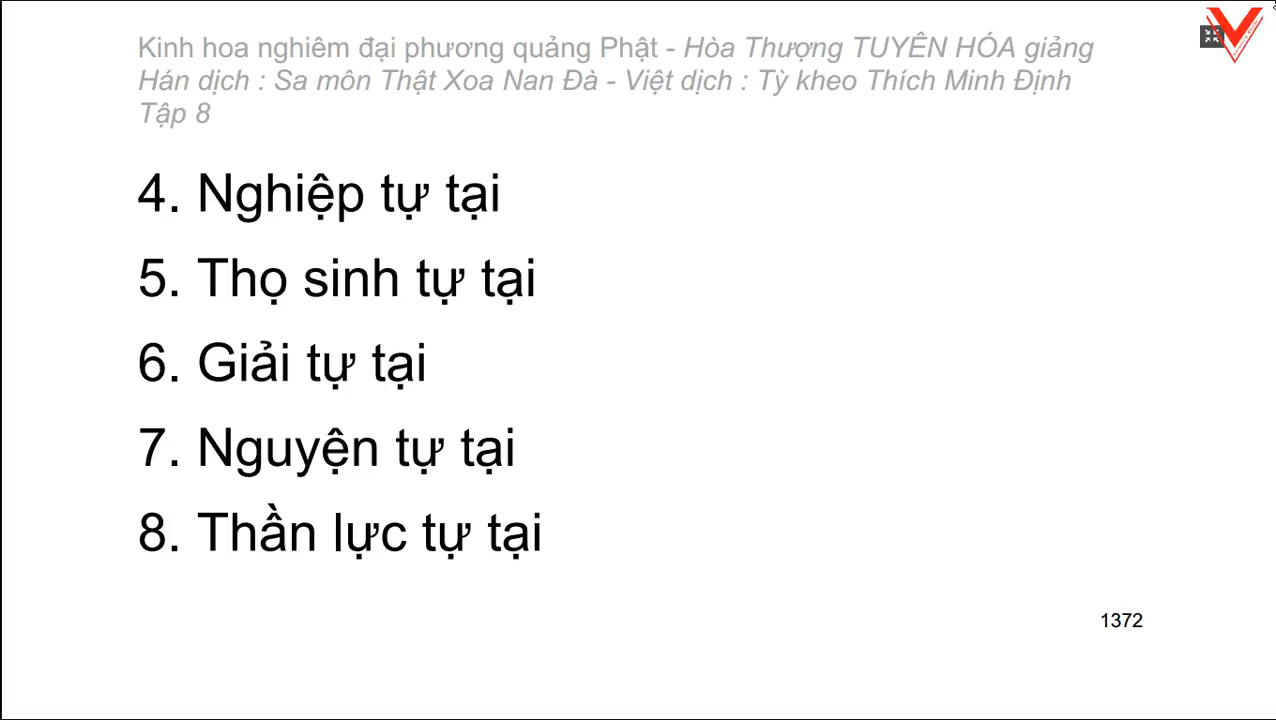 Kinh hoa nghiêm đại phương quảng Phật - Hòa Thượng TUYÊN HÓA giảng
Hán dịch : Sa môn Thật Xoa Nan Đà - Việt dịch : Tỳ kheo Thích Minh Định
Tập 8
4. Nghiệp tự tại
5. Thọ sinh tự tại
6. Giải tự tại
7. Nguyện tự tại
8. Thần lực tự tại
1372